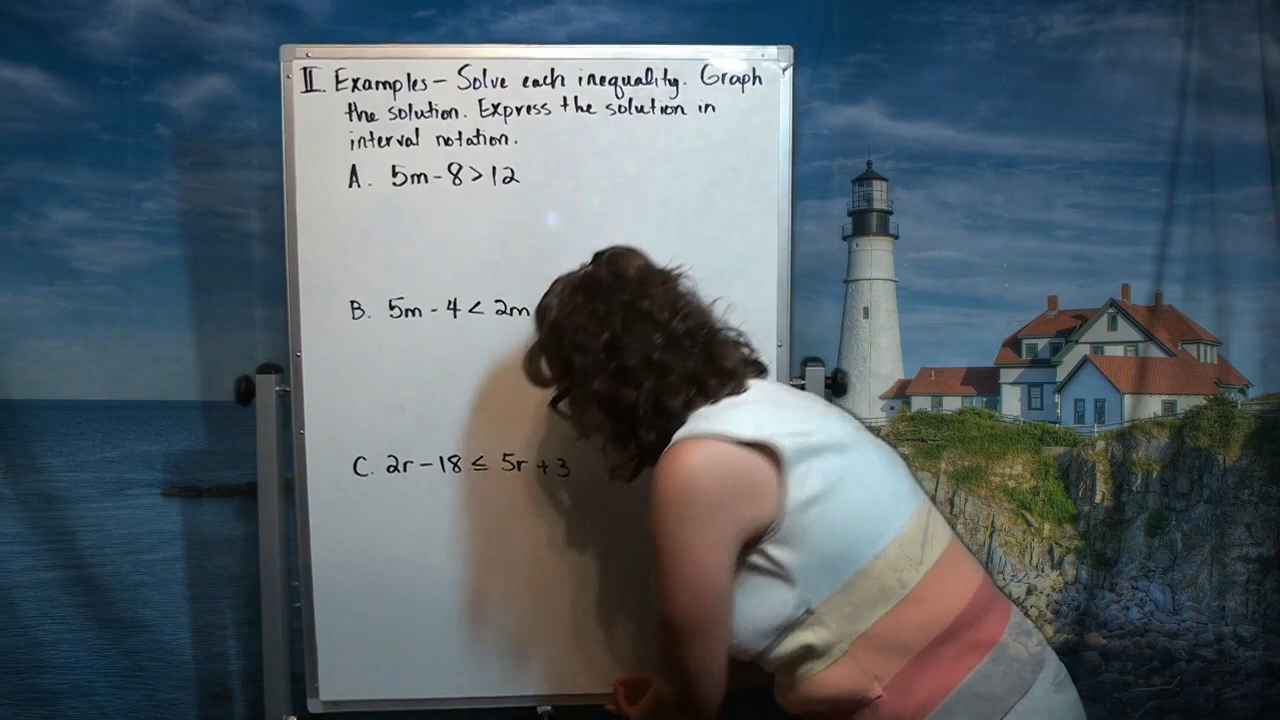 II Examples - Solve each inequality. Graph
the solution. Express the solution in
interval notation.
A. 5m - 8 > 12
B. 5m - 4 < 2m
C. 2r - 18 ≤ 5r + 3